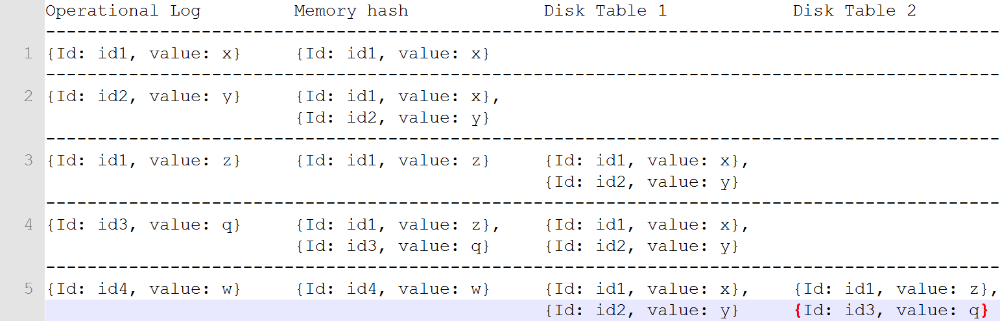 Operational Log Memory hash Disk Table 1 Disk Table 2
--------------------------------------------------------------------------------------------
1 {Id: id1, value: x} {Id: id1, value: x}
--------------------------------------------------------------------------------------------
2 {Id: id2, value: y} {Id: id1, value: x},
{Id: id2, value: y}
--------------------------------------------------------------------------------------------
3 {Id: id1, value: z} {Id: id1, value: z} {Id: id1, value: x},
{Id: id2, value: y}
--------------------------------------------------------------------------------------------
4 {Id: id3, value: q} {Id: id1, value: z}, {Id: id1, value: x},
{Id: id3, value: q} {Id: id2, value: y}
--------------------------------------------------------------------------------------------
5 {Id: id4, value: w} {Id: id4, value: w} {Id: id1, value: x}, {Id: id1, value: z},
{Id: id2, value: y} {Id: id3, value: q}